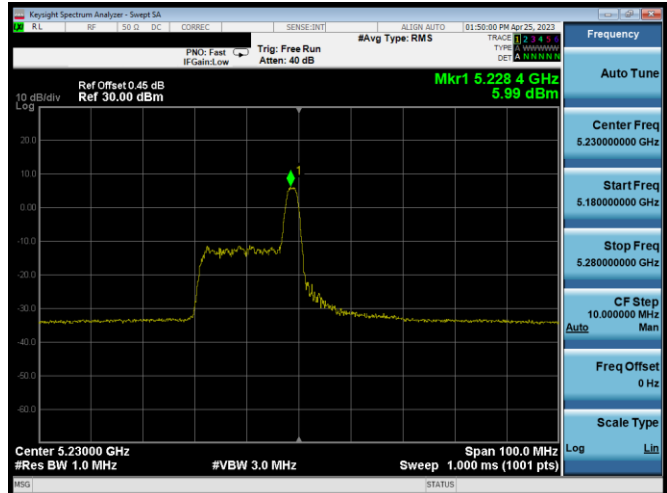 Keysight Spectrum Analyzer - Swept SA
RL RF 50 Ω DC CORREC SENSE:INT ALIGN AUTO 01:50:00 PM Apr 25, 2023
Frequency
#Avg Type: RMS
TRACE 1 2 3 4 5 6
PNO: Fast Trig: Free Run
TYPE A WWWWW
IFGain:Low Atten: 40 dB
DET A N N N N N
Auto Tune
Mkr1 5.228 4 GHz
Ref Offset 0.45 dB
5.99 dBm
10 dB/div Ref 30.00 dBm
Log
Center Freq
5.230000000 GHz
20.0
10.0
1
Start Freq
5.180000000 GHz
0.00
-10.0
Stop Freq
5.280000000 GHz
-20.0
-30.0
CF Step
10.000000 MHz
Auto Man
-40.0
-50.0
Freq Offset
0 Hz
-60.0
Scale Type
Log Lin
Center 5.23000 GHz Span 100.0 MHz
#Res BW 1.0 MHz #VBW 3.0 MHz Sweep 1.000 ms (1001 pts)
MSG STATUS